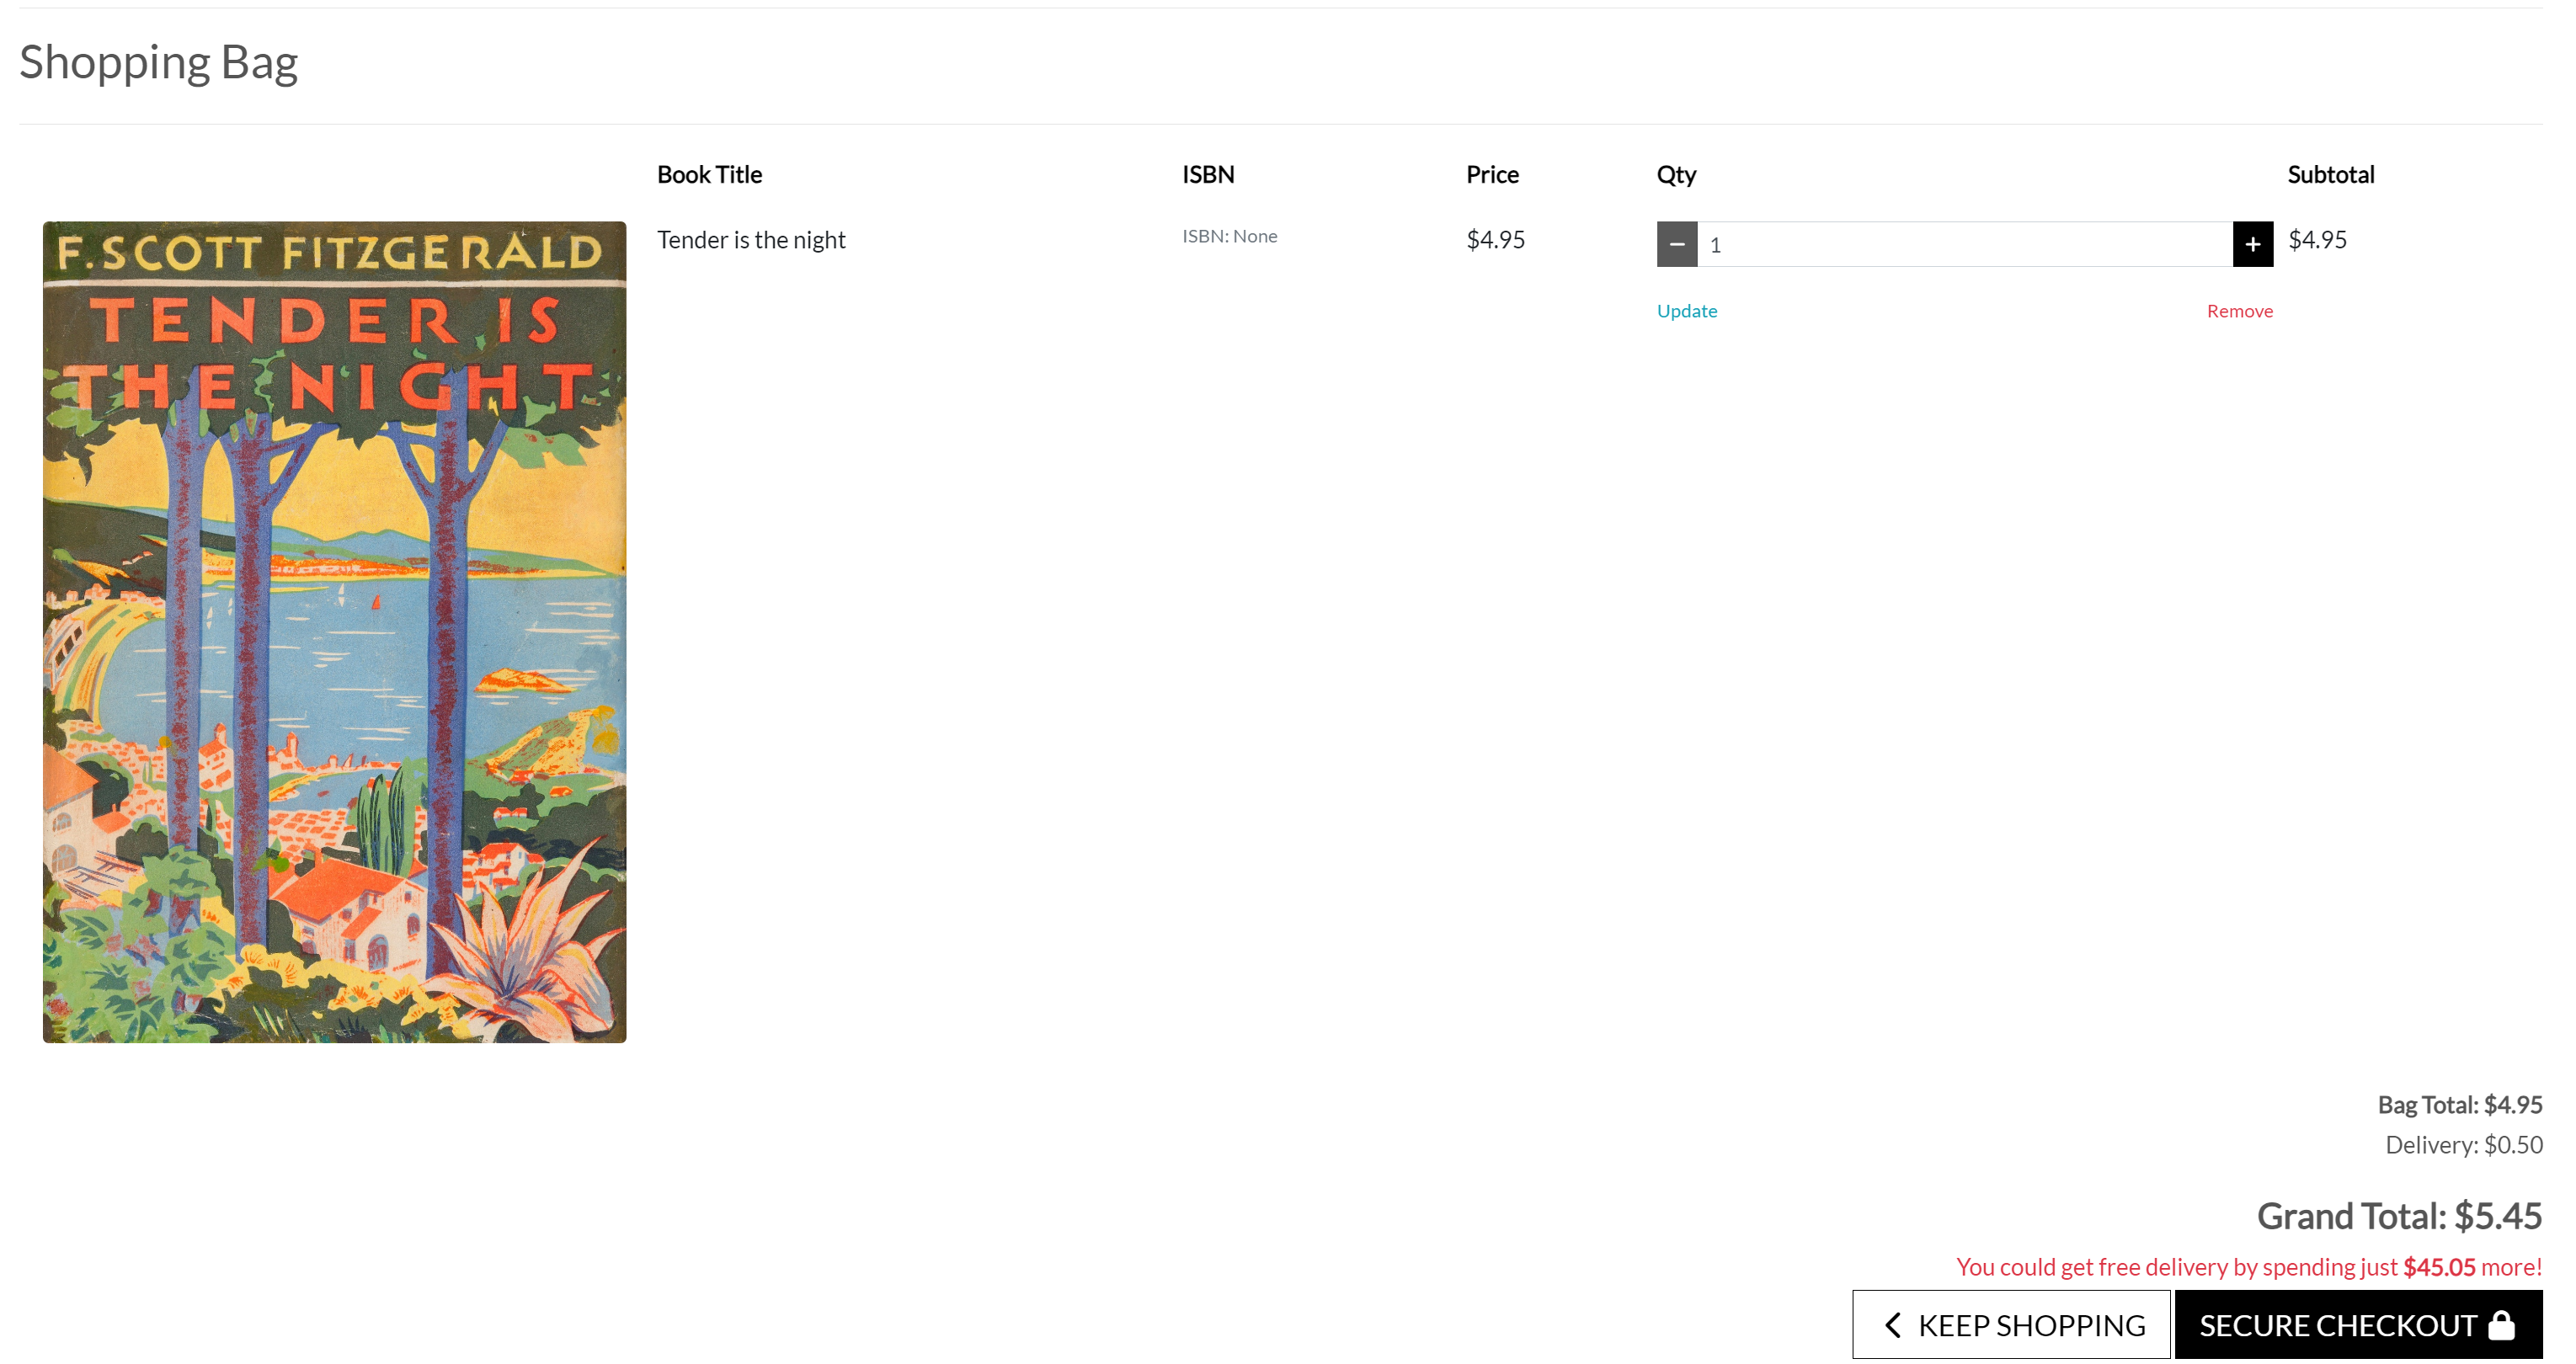 Shopping Bag
Book Title ISBN Price Qty Subtotal
F. SCOTT FITZGERALD
TENDER IS
THE NIGHT
Tender is the night ISBN: None $4.95 1 $4.95
Update Remove
Bag Total: $4.95
Delivery: $0.50
Grand Total: $5.45
You could get free delivery by spending just $45.05 more!
KEEP SHOPPING SECURE CHECKOUT